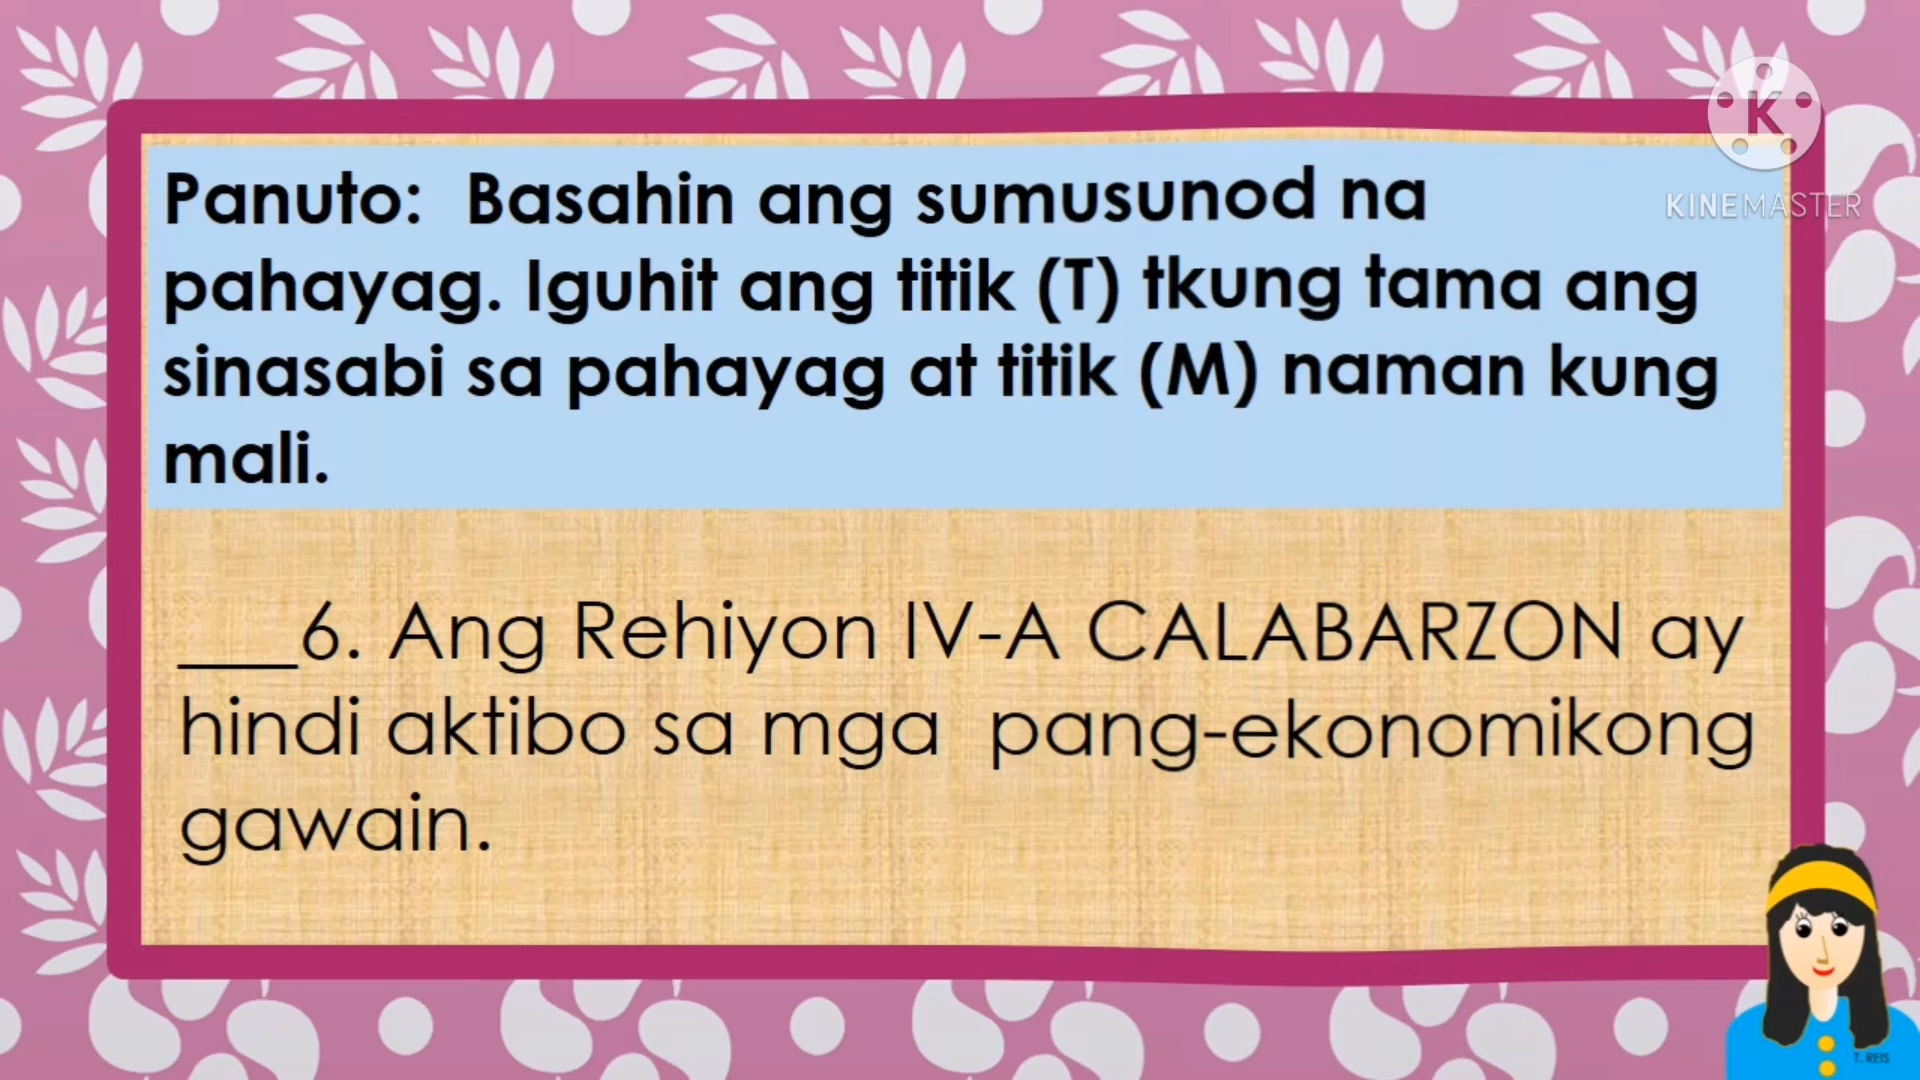 K
KINEMASTER
Panuto: Basahin ang sumusunod na
pahayag. Iguhit ang titik (T) tkung tama ang
sinasabi sa pahayag at titik (M) naman kung
mali.
___6. Ang Rehiyon IV-A CALABARZON ay
hindi aktibo sa mga pang-ekonomikong
gawain.
T. REIS